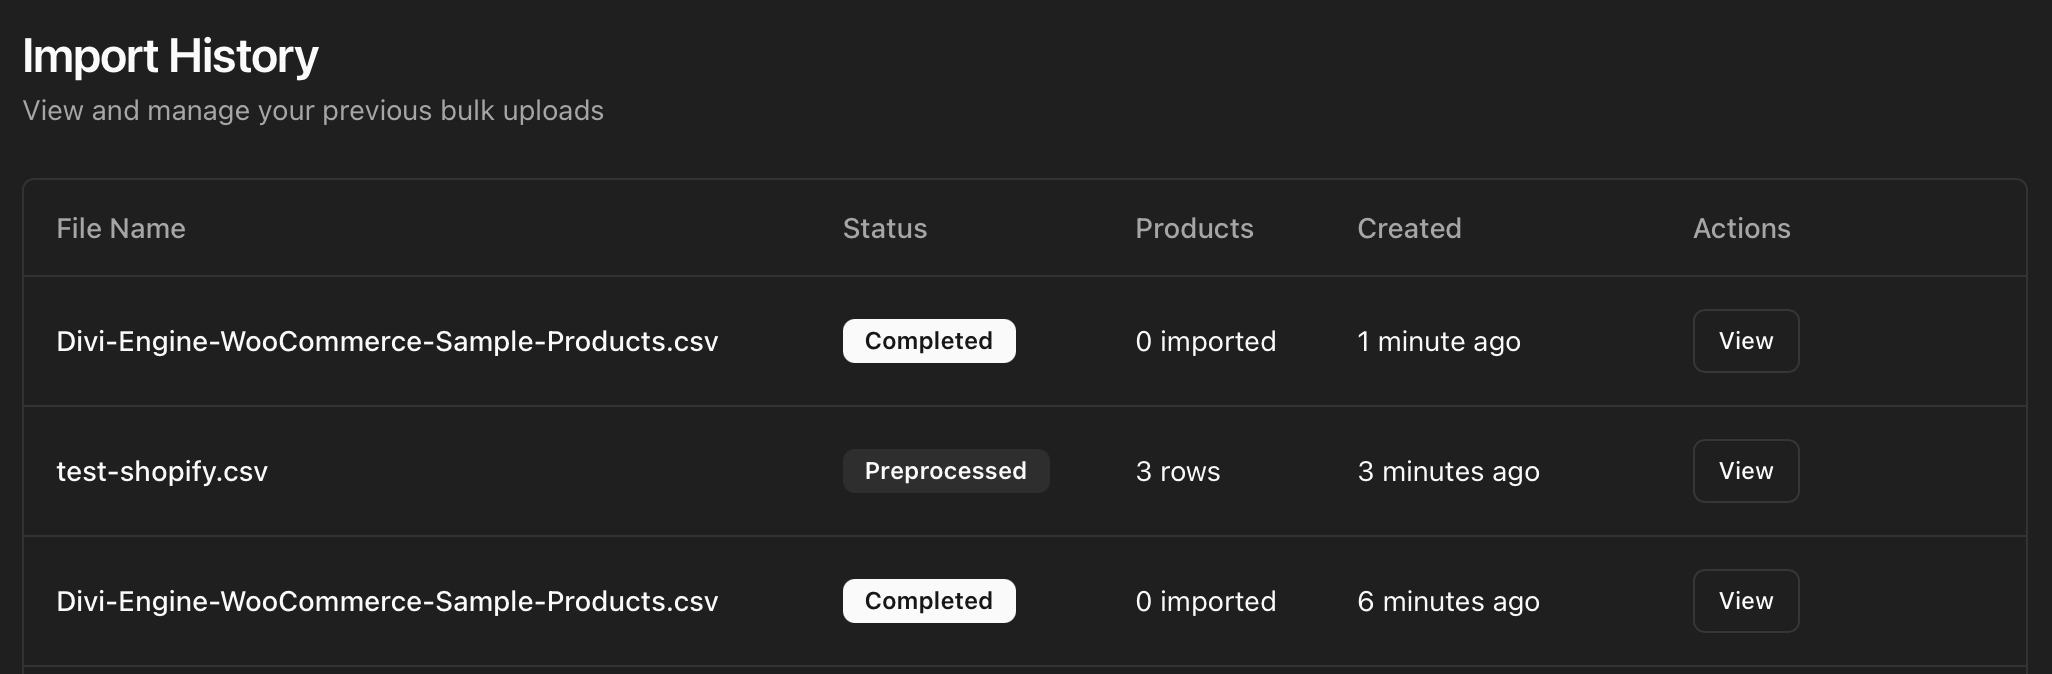 Import History
View and manage your previous bulk uploads
File Name Status Products Created Actions
Divi-Engine-WooCommerce-Sample-Products.csv Completed 0 imported 1 minute ago View
test-shopify.csv Preprocessed 3 rows 3 minutes ago View
Divi-Engine-WooCommerce-Sample-Products.csv Completed 0 imported 6 minutes ago View